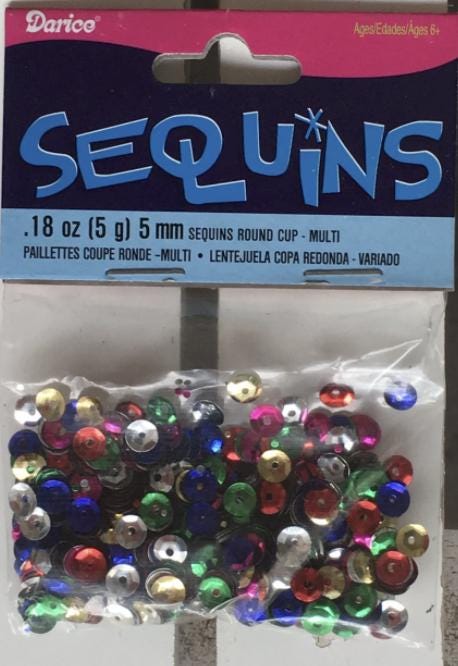 Darice®
Ages/Edades/Âges 6+
SEQUiNS
.18 oz (5 g) 5 mm SEQUINS ROUND CUP - MULTI
PAILLETTES COUPE RONDE -MULTI • LENTEJUELA COPA REDONDA - VARIADO